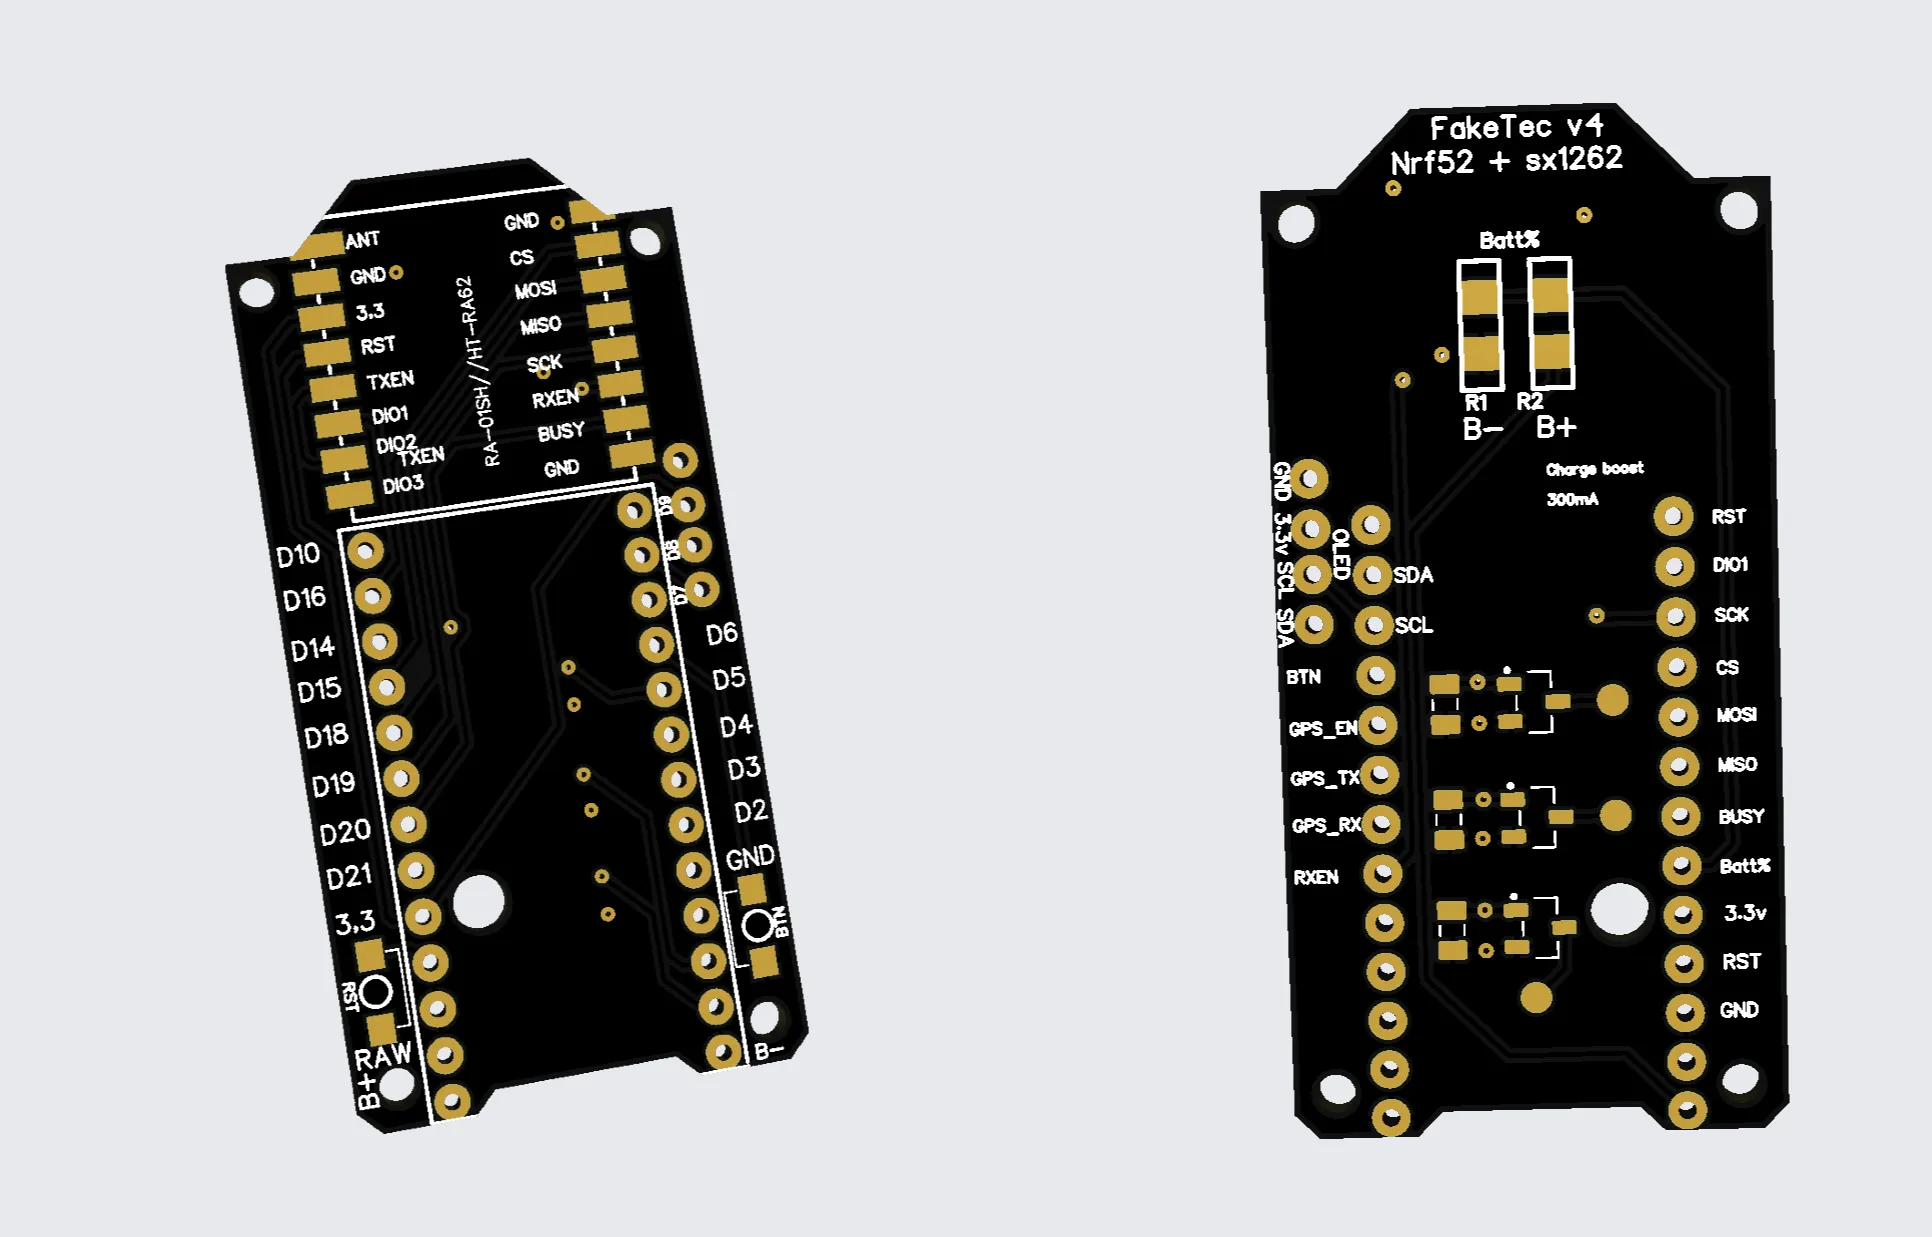 ANT
GND
3.3
RST
TXEN
DIO1
DIO2
TXEN
DIO3
RA-01SH//HT-RA62
GND
CS
MOSI
MISO
SCK
RXEN
BUSY
GND
D10
D16
D14
D15
D18
D19
D20
D21
3,3
RST
RAW
B+
D9
D8
D7
D6
D5
D4
D3
D2
GND
BTN
B-
FakeTec v4
Nrf52 + sx1262
Batt%
R1 R2
B- B+
Charge boost
300mA
GND
3.3v
SCL
SDA
OLED
SDA
SCL
BTN
GPS_EN
GPS_TX
GPS_RX
RXEN
RST
DIO1
SCK
CS
MOSI
MISO
BUSY
Batt%
3.3v
RST
GND